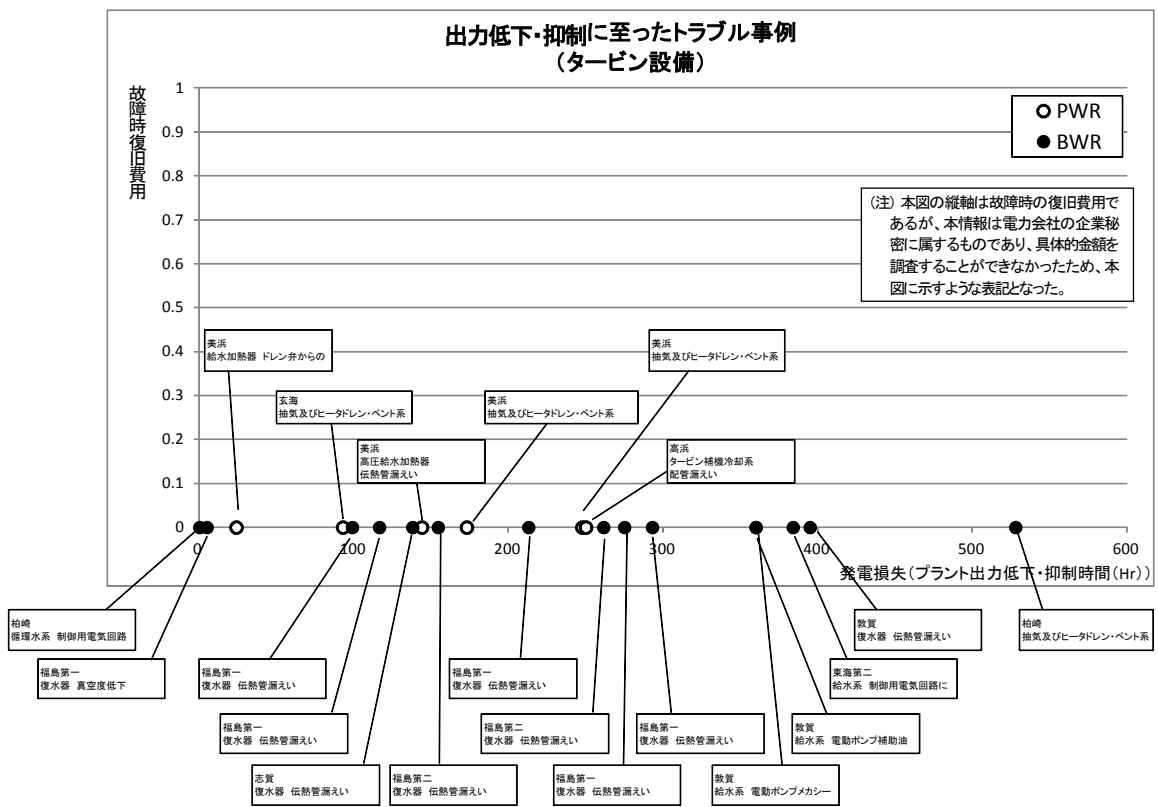 出力低下・抑制に至ったトラブル事例
(タービン設備)
故障時復旧費用
1
0.9
0.8
0.7
0.6
0.5
0.4
0.3
0.2
0.1
0
PWR
BWR
(注) 本図の縦軸は故障時の復旧費用で
あるが、本情報は電力会社の企業秘
密に属するものであり、具体的金額を
調査することができなかったため、本
図に示すような表記となった。
美浜
給水加熱器 ドレン弁からの
美浜
抽気及びヒータドレン・ベント系
玄海
抽気及びヒータドレン・ベント系
美浜
抽気及びヒータドレン・ベント系
美浜
高圧給水加熱器
伝熱管漏えい
高浜
タービン補機冷却系
配管漏えい
0
100
200
300
400
500
600
発電損失(プラント出力低下・抑制時間(Hr))
柏崎
循環水系 制御用電気回路
敦賀
復水器 伝熱管漏えい
柏崎
抽気及びヒータドレン・ベント系
福島第一
復水器 真空度低下
福島第一
復水器 伝熱管漏えい
福島第一
復水器 伝熱管漏えい
東海第二
給水系 制御用電気回路に
福島第一
復水器 伝熱管漏えい
福島第二
復水器 伝熱管漏えい
福島第一
復水器 伝熱管漏えい
敦賀
給水系 電動ポンプ補助油
志賀
復水器 伝熱管漏えい
福島第二
復水器 伝熱管漏えい
福島第一
復水器 伝熱管漏えい
敦賀
給水系 電動ポンプメカシー